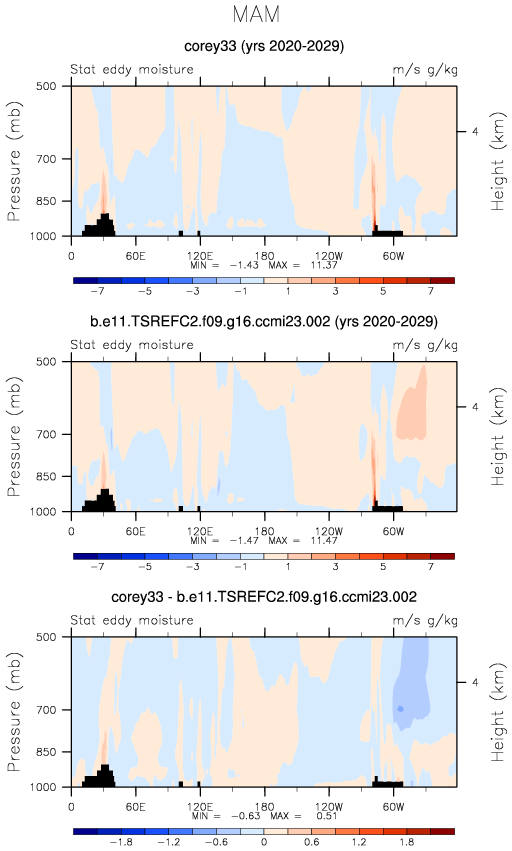 MAM
corey33 (yrs 2020-2029)
Stat eddy moisture m/s g/kg
Pressure (mb)
500
700
850
1000
4
Height (km)
0 60E 120E 180 120W 60W
MIN = -1.43 MAX = 11.37
-7 -5 -3 -1 1 3 5 7
b.e11.TSREFC2.f09.g16.ccmi23.002 (yrs 2020-2029)
Stat eddy moisture m/s g/kg
Pressure (mb)
500
700
850
1000
4
Height (km)
0 60E 120E 180 120W 60W
MIN = -1.47 MAX = 11.47
-7 -5 -3 -1 1 3 5 7
corey33 - b.e11.TSREFC2.f09.g16.ccmi23.002
Stat eddy moisture m/s g/kg
Pressure (mb)
500
700
850
1000
4
Height (km)
0 60E 120E 180 120W 60W
MIN = -0.63 MAX = 0.51
-1.8 -1.2 -0.6 0 0.6 1.2 1.8